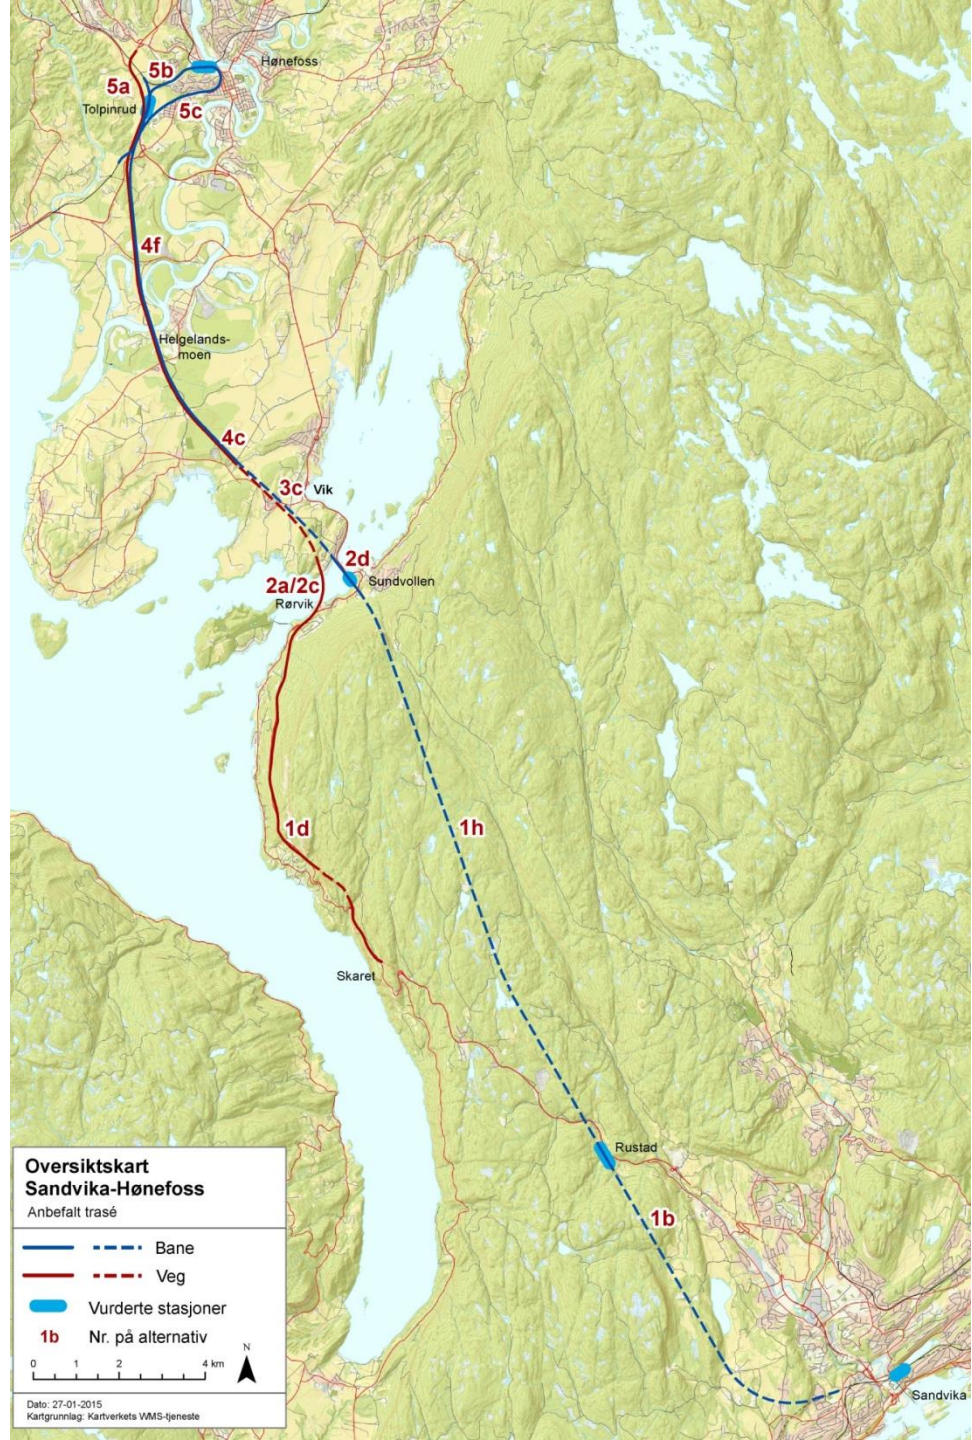 Hønefoss
5b
5a
Tolpinrud
5c
4f
Helgelands-
moen
4c
3c
Vik
2d
Sundvollen
2a/2c
Rørvik
1d
1h
Skaret
Rustad
1b
Sandvika
Oversiktskart
Sandvika-Hønefoss
Anbefalt trasé
Bane
Veg
Vurderte stasjoner
1b Nr. på alternativ
N
0 1 2 4 km
Dato: 27-01-2015
Kartgrunnlag: Kartverkets WMS-tjeneste